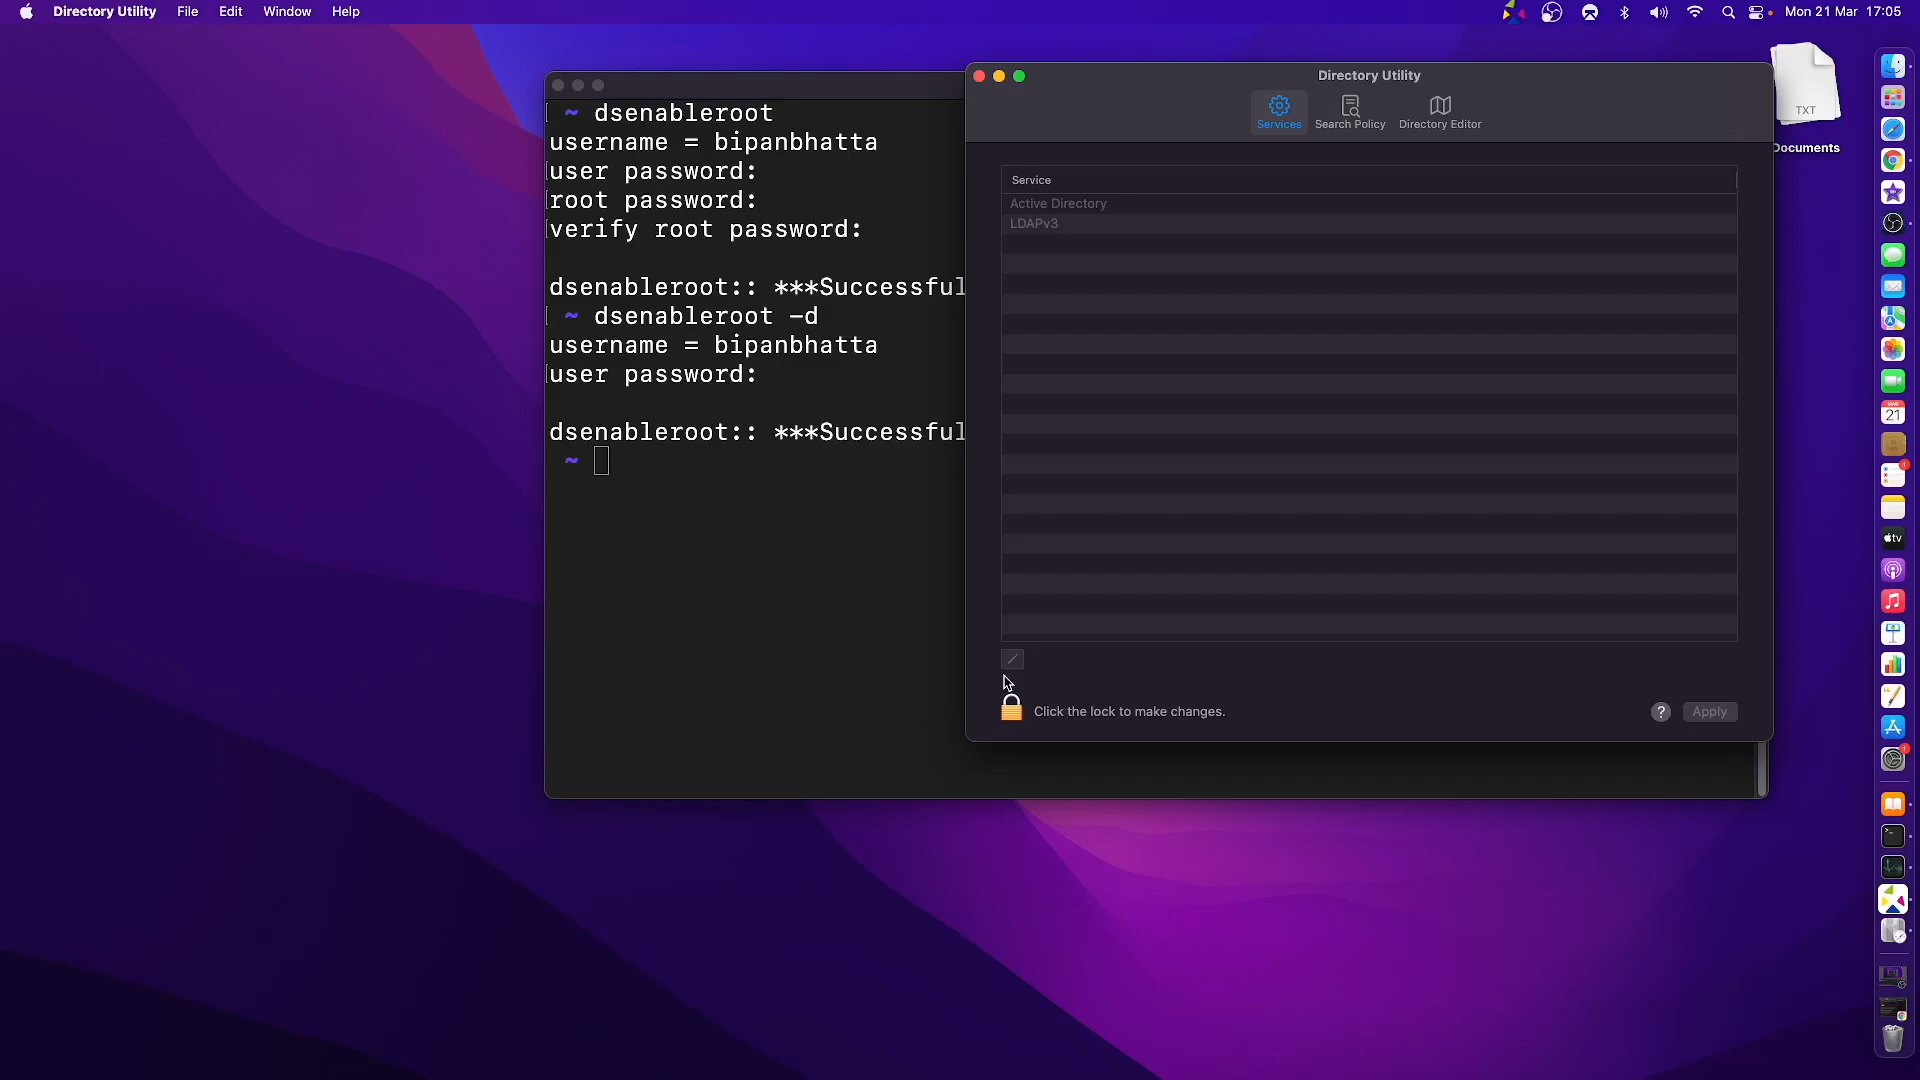 Directory Utility File Edit Window Help
Mon 21 Mar 17:05
TXT
Documents
~ dsenableroot
username = bipanbhatta
user password:
root password:
verify root password:
dsenableroot:: ***Successful
~ dsenableroot -d
username = bipanbhatta
user password:
dsenableroot:: ***Successful
~
Directory Utility
Services Search Policy Directory Editor
Service
Active Directory
LDAPv3
Click the lock to make changes.
? Apply
MAR
21
tv